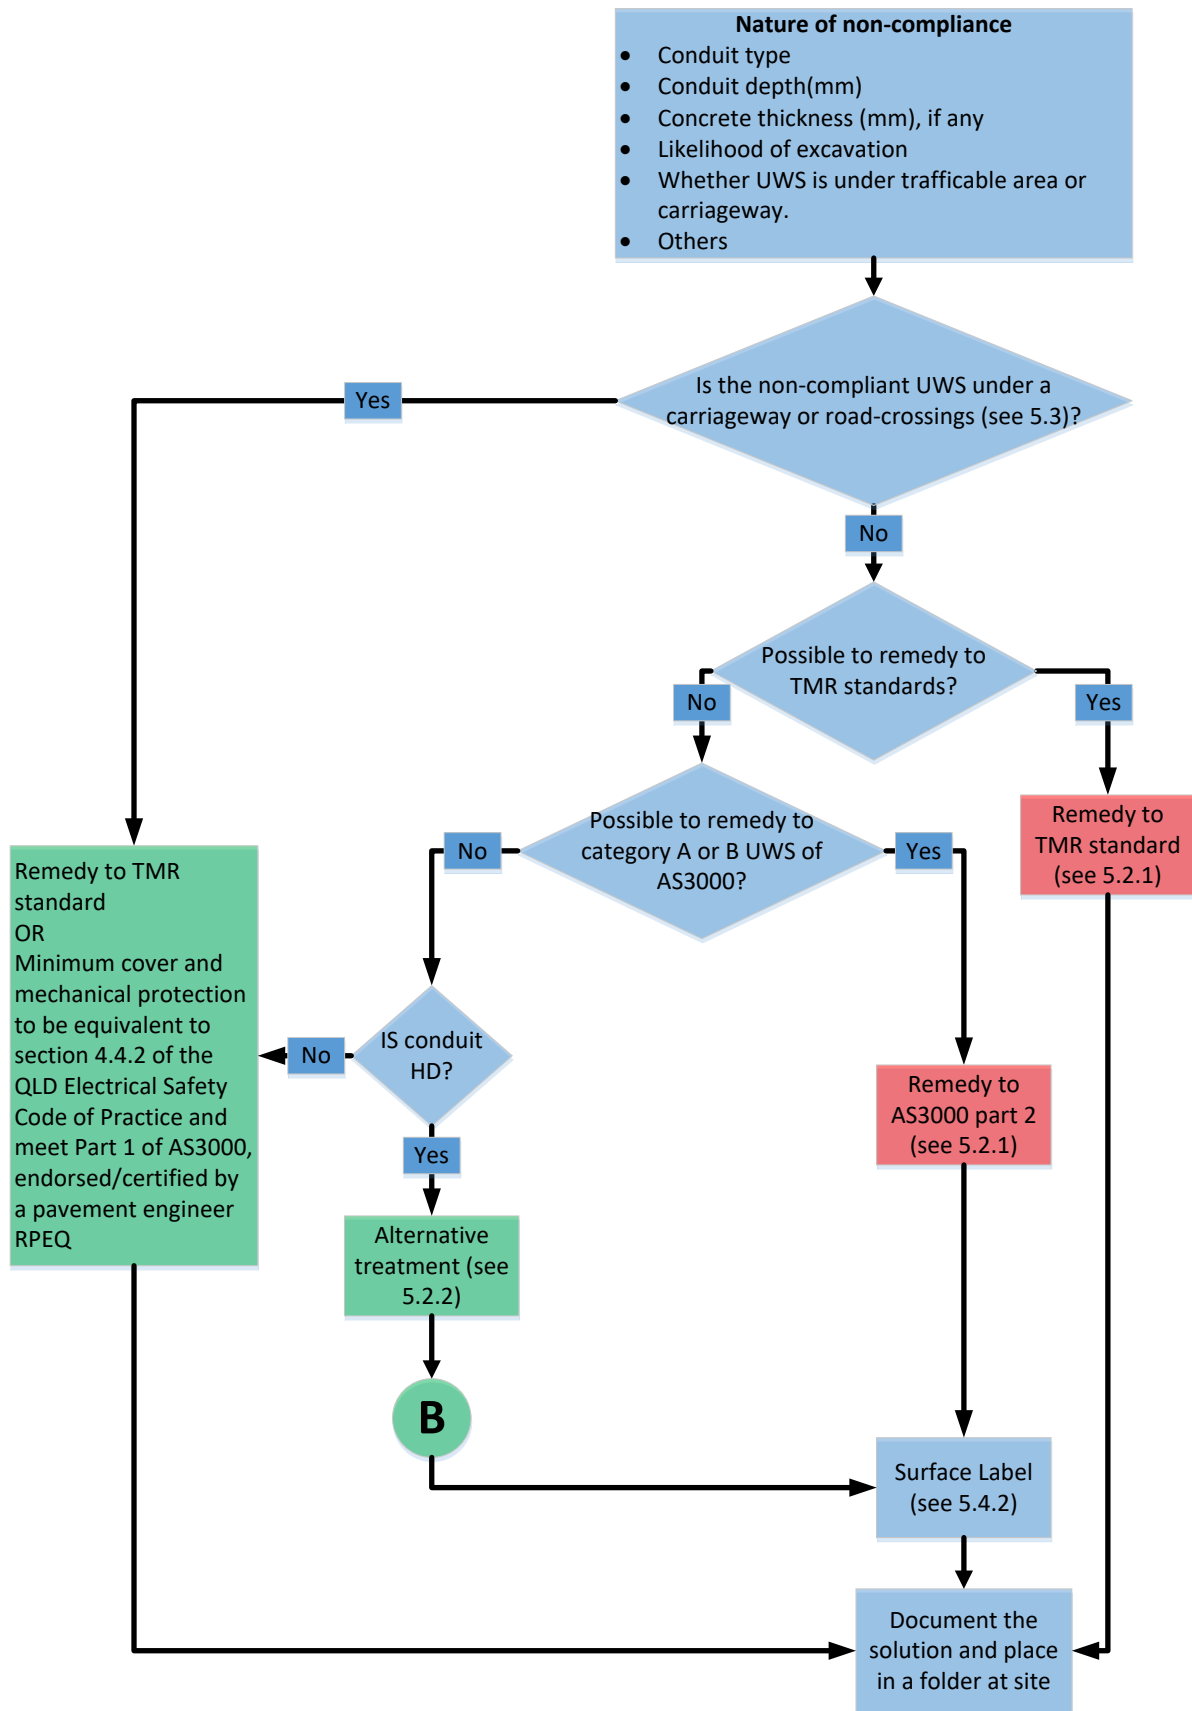 Nature of non-compliance
• Conduit type
• Conduit depth(mm)
• Concrete thickness (mm), if any
• Likelihood of excavation
• Whether UWS is under trafficable area or
carriageway.
• Others
Is the non-compliant UWS under a
carriageway or road-crossings (see 5.3)?
Yes
No
Possible to remedy to
TMR standards?
No
Yes
Possible to remedy to
category A or B UWS of
AS3000?
No
Yes
Remedy to
TMR standard
(see 5.2.1)
Remedy to TMR
standard
OR
Minimum cover and
mechanical protection
to be equivalent to
section 4.4.2 of the
QLD Electrical Safety
Code of Practice and
meet Part 1 of AS3000,
endorsed/certified by
a pavement engineer
RPEQ
No
IS conduit
HD?
Yes
Remedy to
AS3000 part 2
(see 5.2.1)
Alternative
treatment (see
5.2.2)
B
Surface Label
(see 5.4.2)
Document the
solution and place
in a folder at site